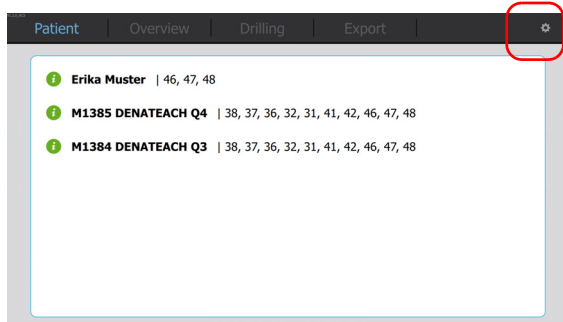 Patient Overview Drilling Export
Erika Muster | 46, 47, 48
M1385 DENATEACH Q4 | 38, 37, 36, 32, 31, 41, 42, 46, 47, 48
M1384 DENATEACH Q3 | 38, 37, 36, 32, 31, 41, 42, 46, 47, 48